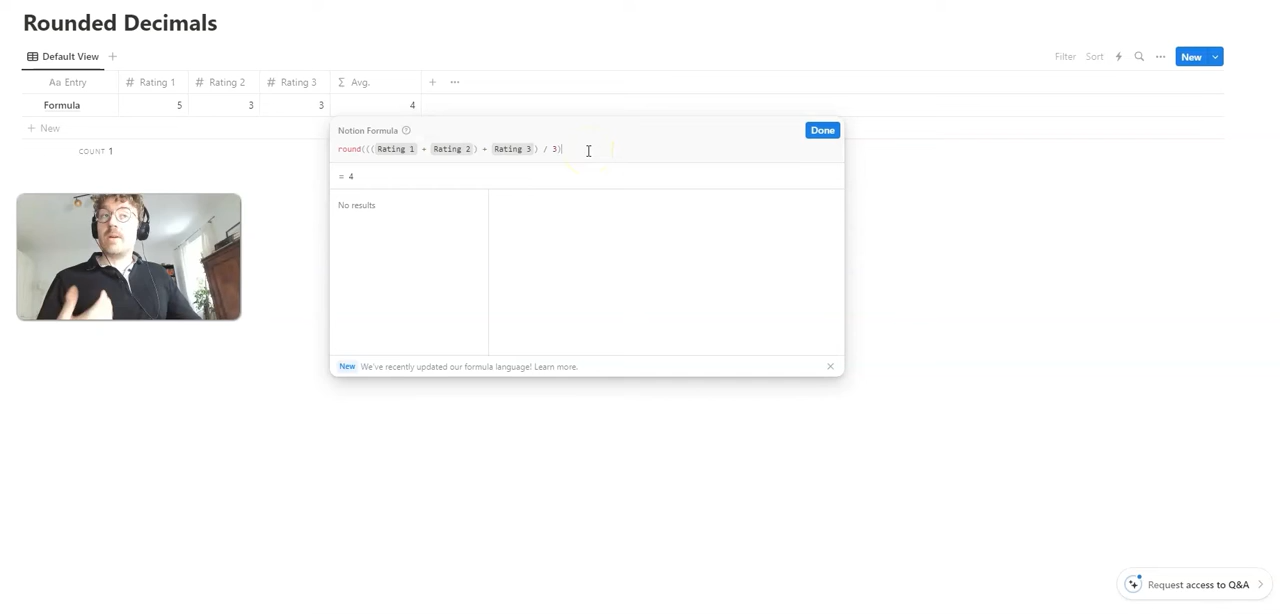 Rounded Decimals
Default View
Filter Sort New
Aa Entry # Rating 1 # Rating 2 # Rating 3 Σ Avg. + ...
Formula 5 3 3 4
+ New
COUNT 1
Notion Formula Done
round(((Rating 1 + Rating 2) + Rating 3) / 3)
= 4
No results
New We've recently updated our formula language! Learn more.
Request access to Q&A